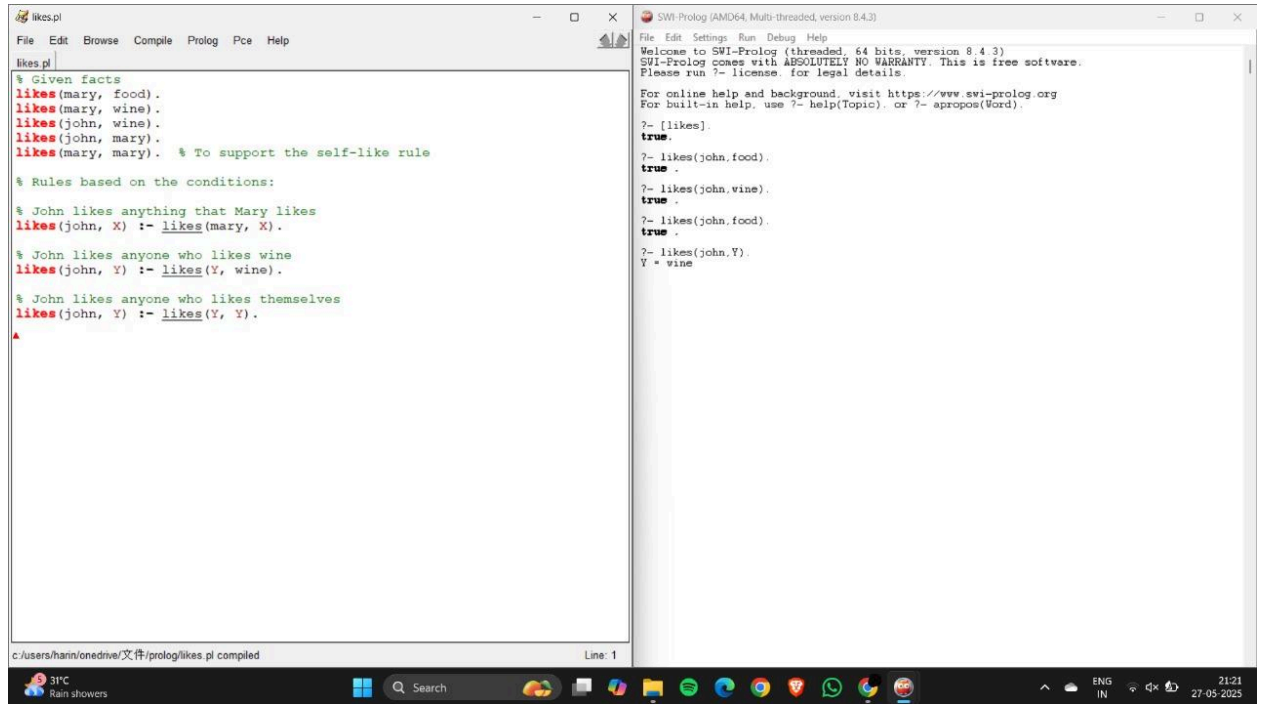 likes.pl
File Edit Browse Compile Prolog Pce Help
likes.pl
% Given facts
likes(mary, food).
likes(mary, wine).
likes(john, wine).
likes(john, mary).
likes(mary, mary).  % To support the self-like rule
% Rules based on the conditions:
% John likes anything that Mary likes
likes(john, X) :- likes(mary, X).
% John likes anyone who likes wine
likes(john, Y) :- likes(Y, wine).
% John likes anyone who likes themselves
likes(john, Y) :- likes(Y, Y).
c:/users/harin/onedrive/文件/prolog/likes.pl compiled
Line: 1
SWI-Prolog (AMD64, Multi-threaded, version 8.4.3)
File Edit Settings Run Debug Help
Welcome to SWI-Prolog (threaded, 64 bits, version 8.4.3)
SWI-Prolog comes with ABSOLUTELY NO WARRANTY. This is free software.
Please run ?- license. for legal details.
For online help and background, visit https://www.swi-prolog.org
For built-in help, use ?- help(Topic). or ?- apropos(Word).
?- [likes].
true.
?- likes(john,food).
true .
?- likes(john,wine).
true .
?- likes(john,food).
true .
?- likes(john,Y).
Y = wine
5
31°C
Rain showers
Search
ENG
IN
21:21
27-05-2025